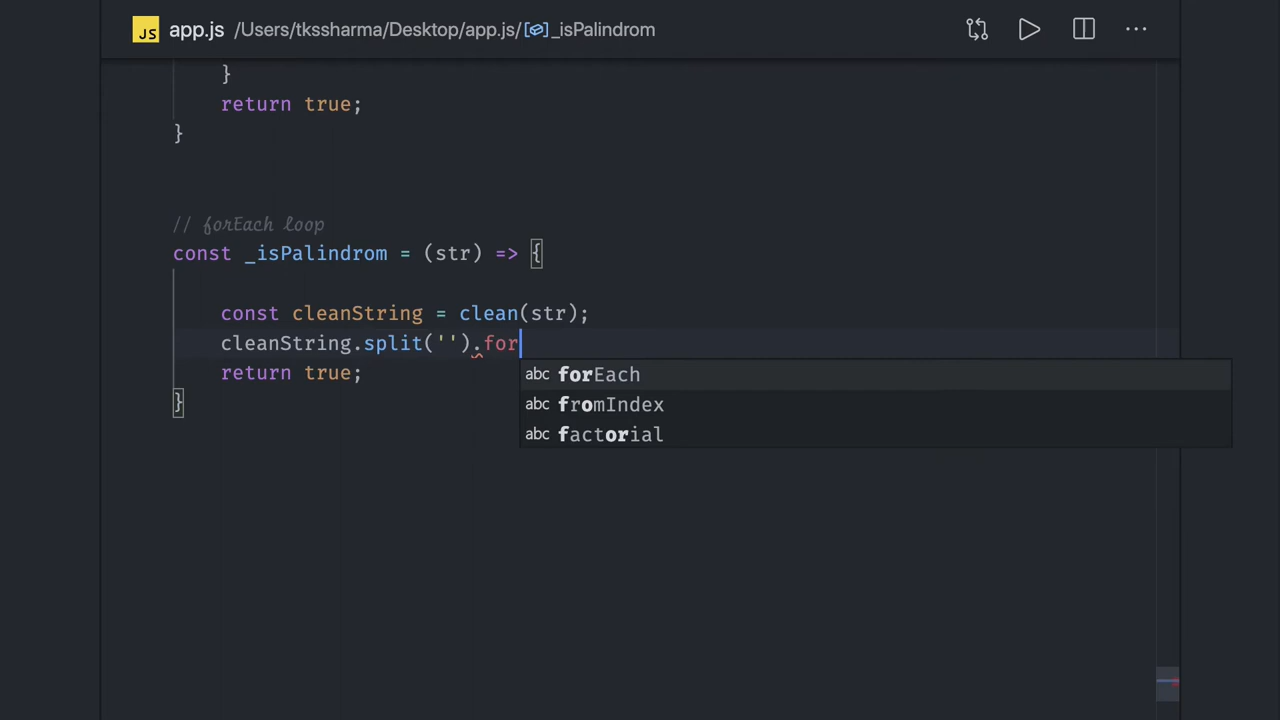 JS app.js /Users/tkssharma/Desktop/app.js/_isPalindrom
}
return true;
}
// forEach loop
const _isPalindrom = (str) => {
const cleanString = clean(str);
cleanString.split('').for
return true;
}
abc forEach
abc fromIndex
abc factorial